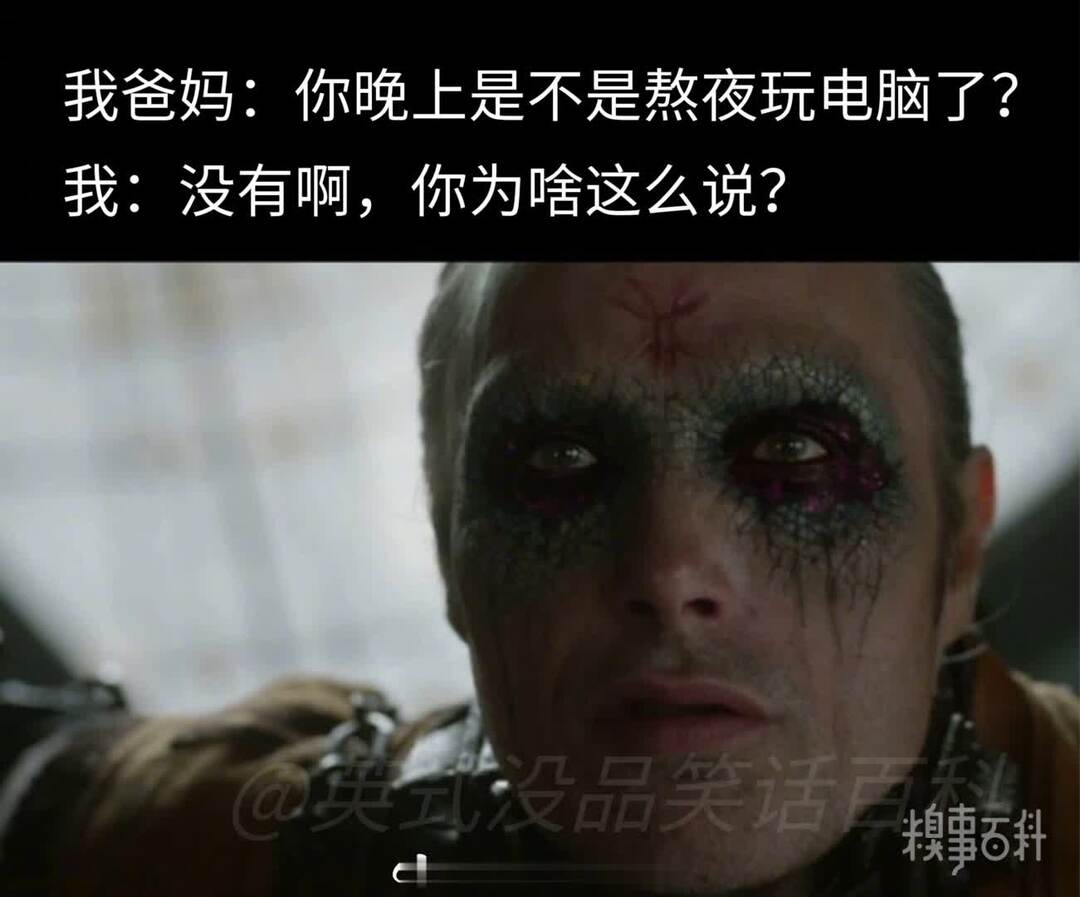 我爸妈：你晚上是不是熬夜玩电脑了？
我：没有啊，你为啥这么说？
@英式没品笑话百科
糗事百科